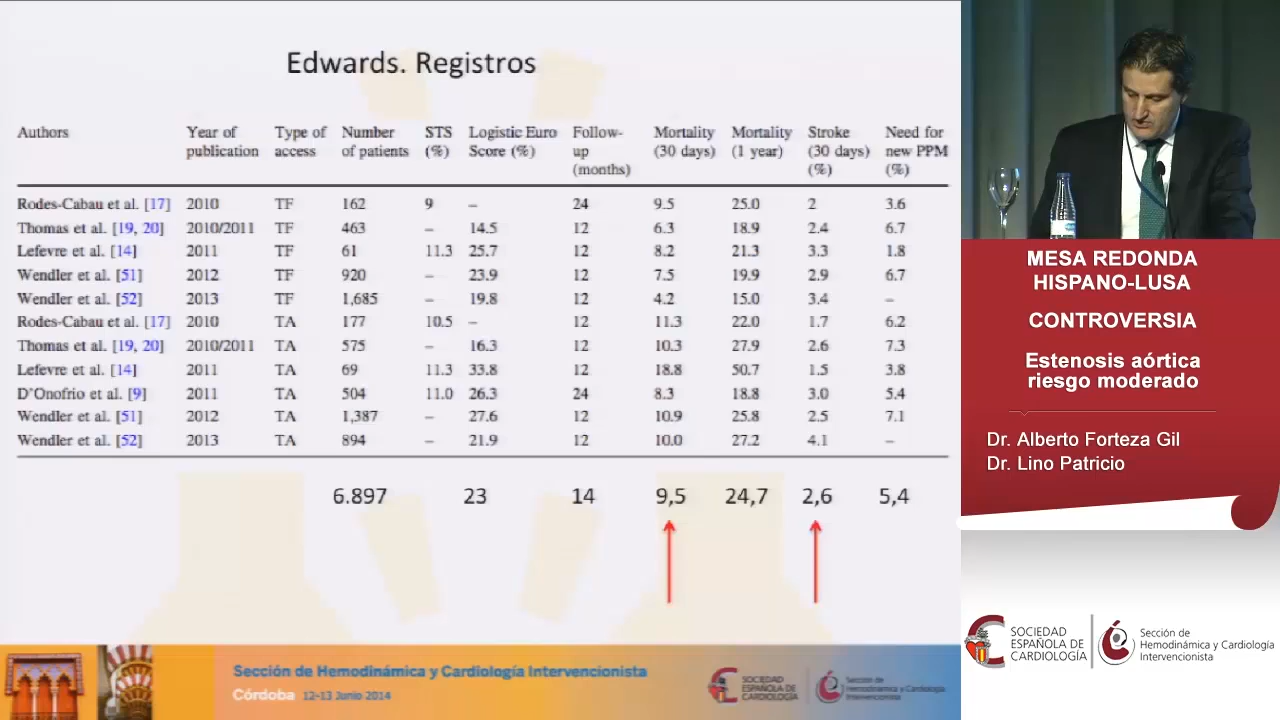 Edwards. Registros
Authors Year of publication Type of access Number of patients STS (%) Logistic Euro Score (%) Follow-up (months) Mortality (30 days) Mortality (1 year) Stroke (30 days) (%) Need for new PPM (%)
Rodes-Cabau et al. [17] 2010 TF 162 9 – 24 9.5 25.0 2 3.6
Thomas et al. [19, 20] 2010/2011 TF 463 – 14.5 12 6.3 18.9 2.4 6.7
Lefevre et al. [14] 2011 TF 61 11.3 25.7 12 8.2 21.3 3.3 1.8
Wendler et al. [51] 2012 TF 920 – 23.9 12 7.5 19.9 2.9 6.7
Wendler et al. [52] 2013 TF 1,685 – 19.8 12 4.2 15.0 3.4 –
Rodes-Cabau et al. [17] 2010 TA 177 10.5 – 12 11.3 22.0 1.7 6.2
Thomas et al. [19, 20] 2010/2011 TA 575 – 16.3 12 10.3 27.9 2.6 7.3
Lefevre et al. [14] 2011 TA 69 11.3 33.8 12 18.8 50.7 1.5 3.8
D'Onofrio et al. [9] 2011 TA 504 11.0 26.3 24 8.3 18.8 3.0 5.4
Wendler et al. [51] 2012 TA 1,387 – 27.6 12 10.9 25.8 2.5 7.1
Wendler et al. [52] 2013 TA 894 – 21.9 12 10.0 27.2 4.1 –
6.897 23 14 9,5 24,7 2,6 5,4
Sección de Hemodinámica y Cardiología Intervencionista
Córdoba 12-13 Junio 2014
SOCIEDAD
ESPAÑOLA DE
CARDIOLOGÍA
Sección de
Hemodinámica y Cardiología
Intervencionista
MESA REDONDA
HISPANO-LUSA
CONTROVERSIA
Estenosis aórtica
riesgo moderado
Dr. Alberto Forteza Gil
Dr. Lino Patricio
SOCIEDAD
ESPAÑOLA DE
CARDIOLOGÍA
Sección de
Hemodinámica y Cardiología
Intervencionista